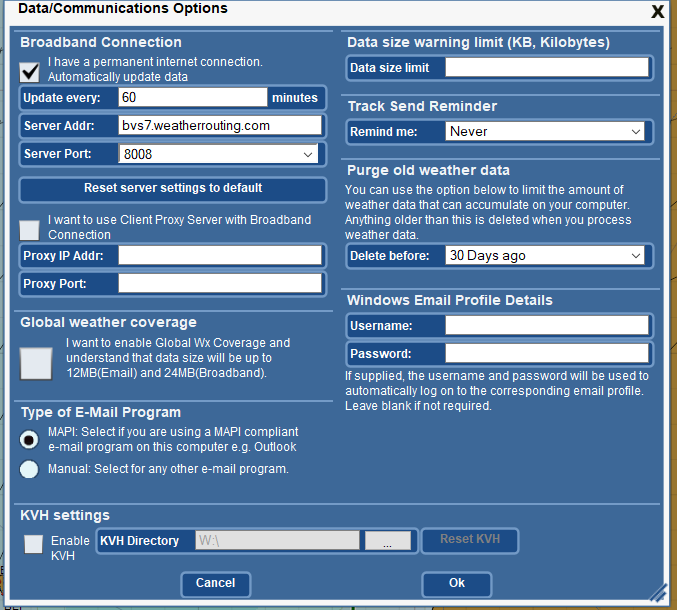 Data/Communications Options
X
Broadband Connection
I have a permanent internet connection.
Automatically update data
Update every: 60 minutes
Server Addr: bvs7.weatherrouting.com
Server Port: 8008
Reset server settings to default
I want to use Client Proxy Server with Broadband
Connection
Proxy IP Addr:
Proxy Port:
Global weather coverage
I want to enable Global Wx Coverage and
understand that data size will be up to
12MB(Email) and 24MB(Broadband).
Type of E-Mail Program
MAPI: Select if you are using a MAPI compliant
e-mail program on this computer e.g. Outlook
Manual: Select for any other e-mail program.
Data size warning limit (KB, Kilobytes)
Data size limit
Track Send Reminder
Remind me: Never
Purge old weather data
You can use the option below to limit the amount of
weather data that can accumulate on your computer.
Anything older than this is deleted when you process
weather data.
Delete before: 30 Days ago
Windows Email Profile Details
Username:
Password:
If supplied, the username and password will be used to
automatically log on to the corresponding email profile.
Leave blank if not required.
KVH settings
Enable
KVH
KVH Directory W:\ ... Reset KVH
Cancel Ok